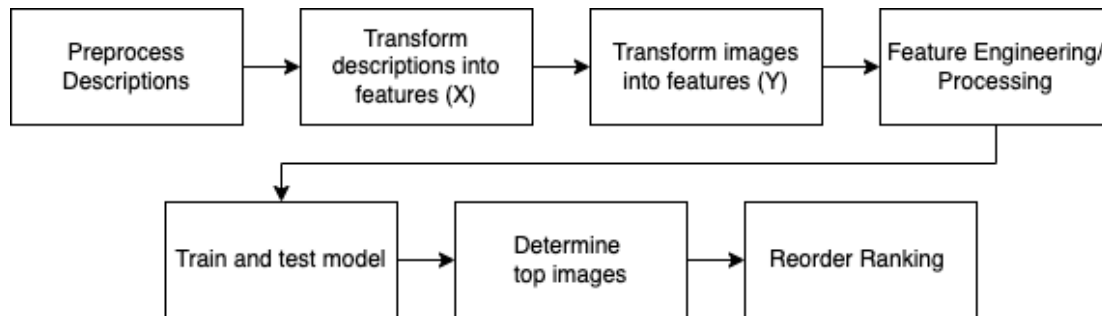 Preprocess
Descriptions
Transform
descriptions into
features (X)
Transform images
into features (Y)
Feature Engineering/
Processing
Train and test model
Determine
top images
Reorder Ranking